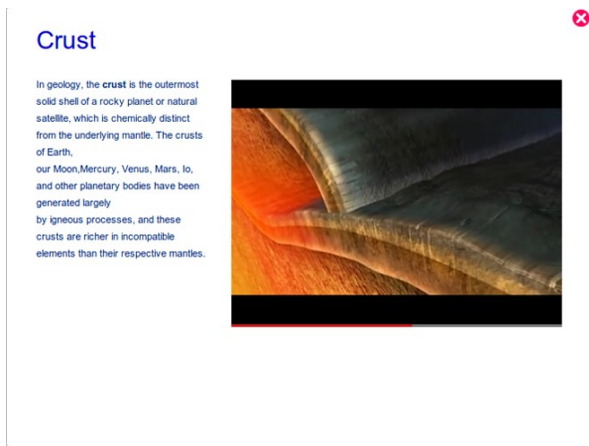 Crust
In geology, the crust is the outermost
solid shell of a rocky planet or natural
satellite, which is chemically distinct
from the underlying mantle. The crusts
of Earth,
our Moon,Mercury, Venus, Mars, Io,
and other planetary bodies have been
generated largely
by igneous processes, and these
crusts are richer in incompatible
elements than their respective mantles.